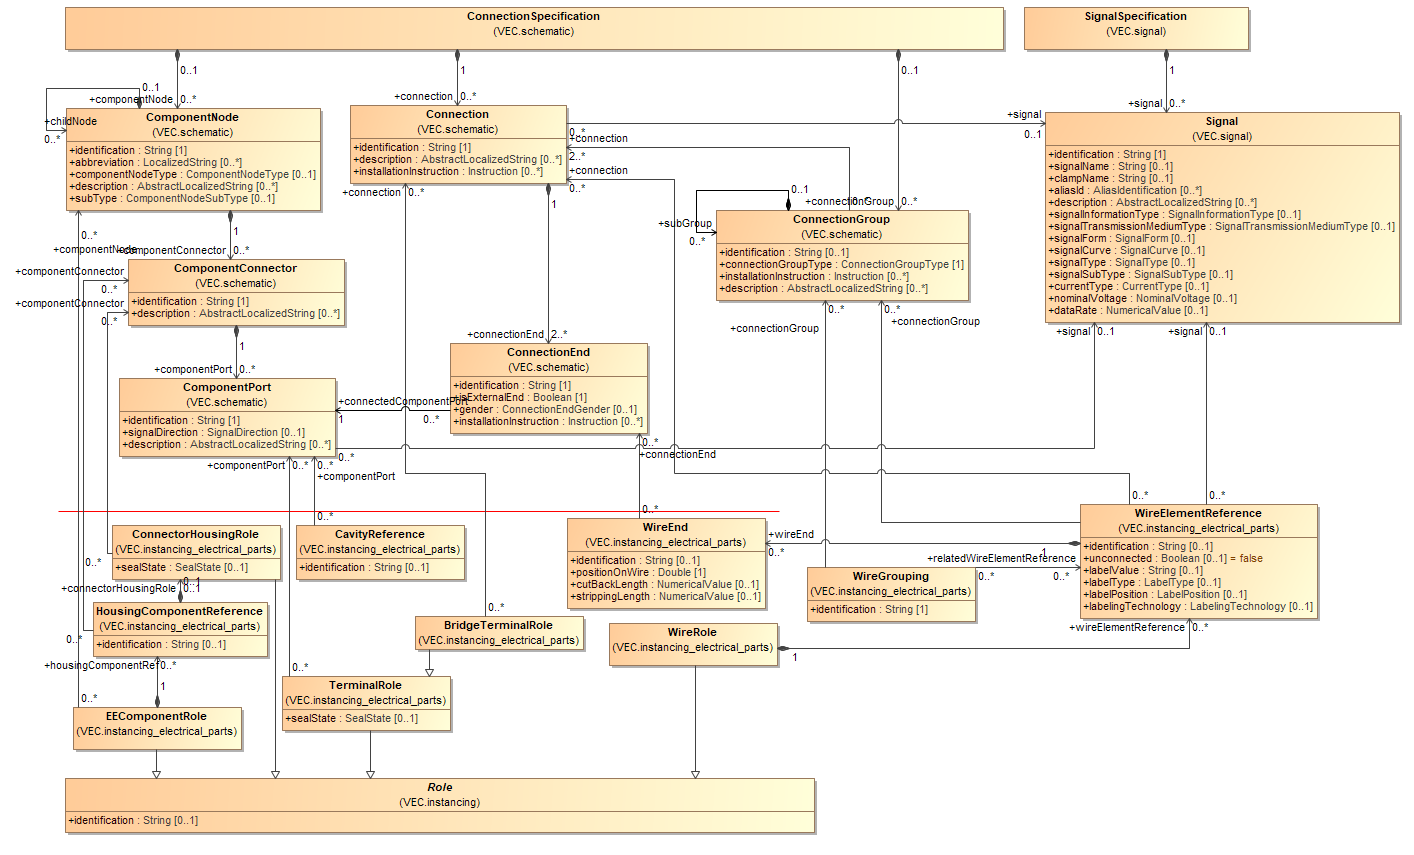 ConnectionSpecification
(VEC.schematic)
SignalSpecification
(VEC.signal)
0..1
1
0..1
1
+componentNode
0..*
+connection
0..*
+signal
0..*
0..1
+childNode
0..*
ComponentNode
(VEC.schematic)
+identification : String [1]
+abbreviation : LocalizedString [0..*]
+componentNodeType : ComponentNodeType [0..1]
+description : AbstractLocalizedString [0..*]
+subType : ComponentNodeSubType [0..1]
Connection
(VEC.schematic)
+identification : String [1]
+description : AbstractLocalizedString [0..*]
+installationInstruction : Instruction [0..*]
+signal
0..1
0..*
+connection
2..*
+connection
0..*
+connection
0..*
Signal
(VEC.signal)
+identification : String [1]
+signalName : String [0..1]
+clampName : String [0..1]
+aliasId : AliasIdentification [0..*]
+description : AbstractLocalizedString [0..*]
+signalInformationType : SignalInformationType [0..1]
+signalTransmissionMediumType : SignalTransmissionMediumType [0..1]
+signalForm : SignalForm [0..1]
+signalCurve : SignalCurve [0..1]
+signalType : SignalType [0..1]
+signalSubType : SignalSubType [0..1]
+currentType : CurrentType [0..1]
+nominalVoltage : NominalVoltage [0..1]
+dataRate : NumericalValue [0..1]
0..1
+subGroup
0..*
+connectionGroup
0..*
ConnectionGroup
(VEC.schematic)
+identification : String [0..1]
+connectionGroupType : ConnectionGroupType [1]
+installationInstruction : Instruction [0..*]
+description : AbstractLocalizedString [0..*]
0..*
+componentNode
1
+componentConnector
0..*
1
+componentConnector
0..*
+componentConnector
0..*
ComponentConnector
(VEC.schematic)
+identification : String [1]
+description : AbstractLocalizedString [0..*]
0..*
+connectionGroup
0..*
+connectionGroup
+signal
0..1
+signal
0..1
+connectionEnd
2..*
1
+componentPort
0..*
ConnectionEnd
(VEC.schematic)
+identification : String [1]
+isExternalEnd : Boolean [1]
+gender : ConnectionEndGender [0..1]
+installationInstruction : Instruction [0..*]
ComponentPort
(VEC.schematic)
+identification : String [1]
+signalDirection : SignalDirection [0..1]
+description : AbstractLocalizedString [0..*]
+connectedComponentPort
1
0..*
0..*
+connectionEnd
0..*
+componentPort
0..*
0..*
+componentPort
0..*
0..*
0..*
0..*
ConnectorHousingRole
(VEC.instancing_electrical_parts)
+sealState : SealState [0..1]
CavityReference
(VEC.instancing_electrical_parts)
+identification : String [0..1]
WireEnd
(VEC.instancing_electrical_parts)
+identification : String [0..1]
+positionOnWire : Double [1]
+cutBackLength : NumericalValue [0..1]
+strippingLength : NumericalValue [0..1]
+wireEnd
0..*
1
WireElementReference
(VEC.instancing_electrical_parts)
+identification : String [0..1]
+unconnected : Boolean [0..1] = false
+labelValue : String [0..1]
+labelType : LabelType [0..1]
+labelPosition : LabelPosition [0..1]
+labelingTechnology : LabelingTechnology [0..1]
+relatedWireElementReference
0..*
0..*
WireGrouping
(VEC.instancing_electrical_parts)
+identification : String [1]
0..*
+connectorHousingRole
0..1
0..1
HousingComponentReference
(VEC.instancing_electrical_parts)
+identification : String [0..1]
0..*
+housingComponentRef
0..*
1
0..*
BridgeTerminalRole
(VEC.instancing_electrical_parts)
WireRole
(VEC.instancing_electrical_parts)
1
+wireElementReference
0..*
0..*
TerminalRole
(VEC.instancing_electrical_parts)
+sealState : SealState [0..1]
0..*
EEComponentRole
(VEC.instancing_electrical_parts)
Role
(VEC.instancing)
+identification : String [0..1]